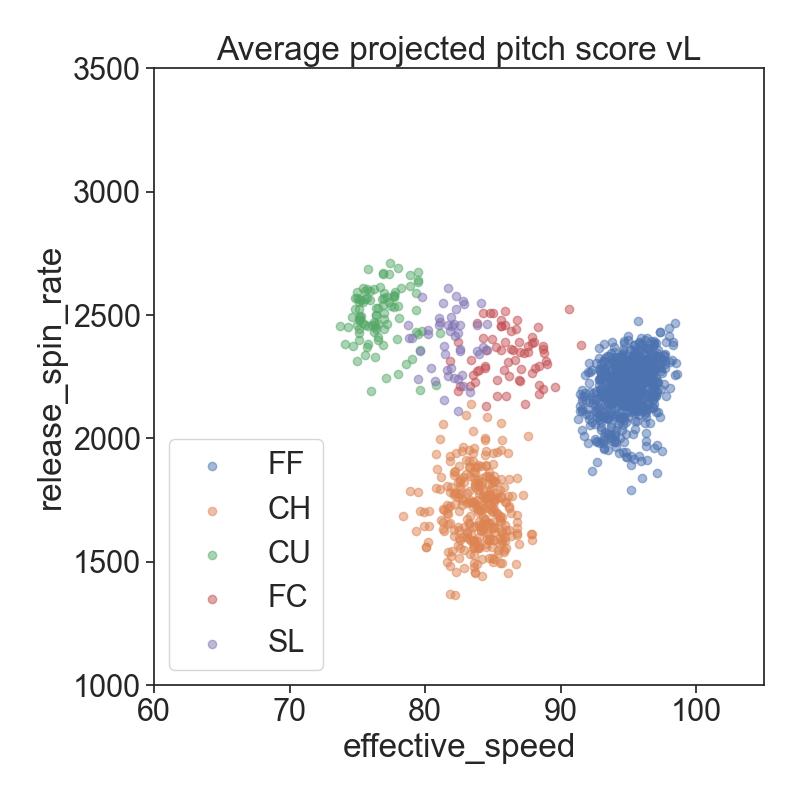 Average projected pitch score vL
3500
3000
2500
2000
1500
1000
release_spin_rate
FF
CH
CU
FC
SL
60 70 80 90 100
effective_speed